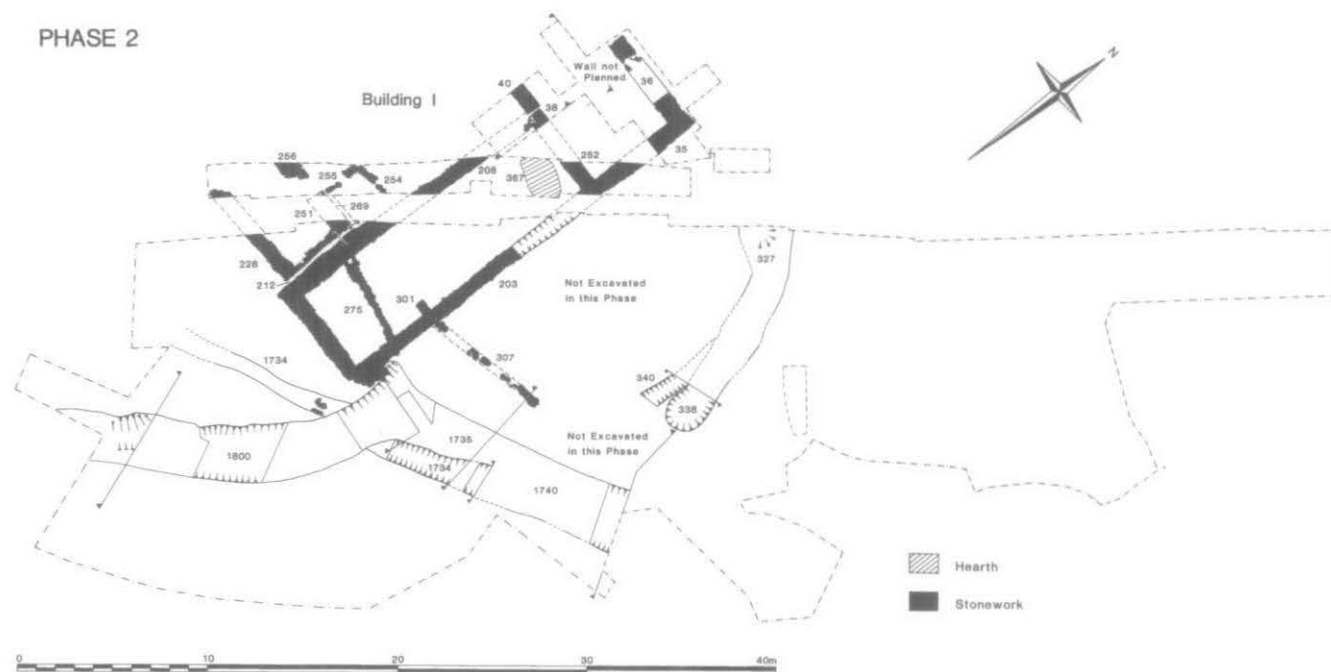 PHASE 2
N
Wall not
Planned
36
40
38
Building I
35
256
252
255
254
208
367
251
269
228
327
212
203
Not Excavated
in this Phase
301
275
1734
307
340
338
Not Excavated
in this Phase
1735
1800
1734
1740
Hearth
Stonework
0 10 20 30 40m